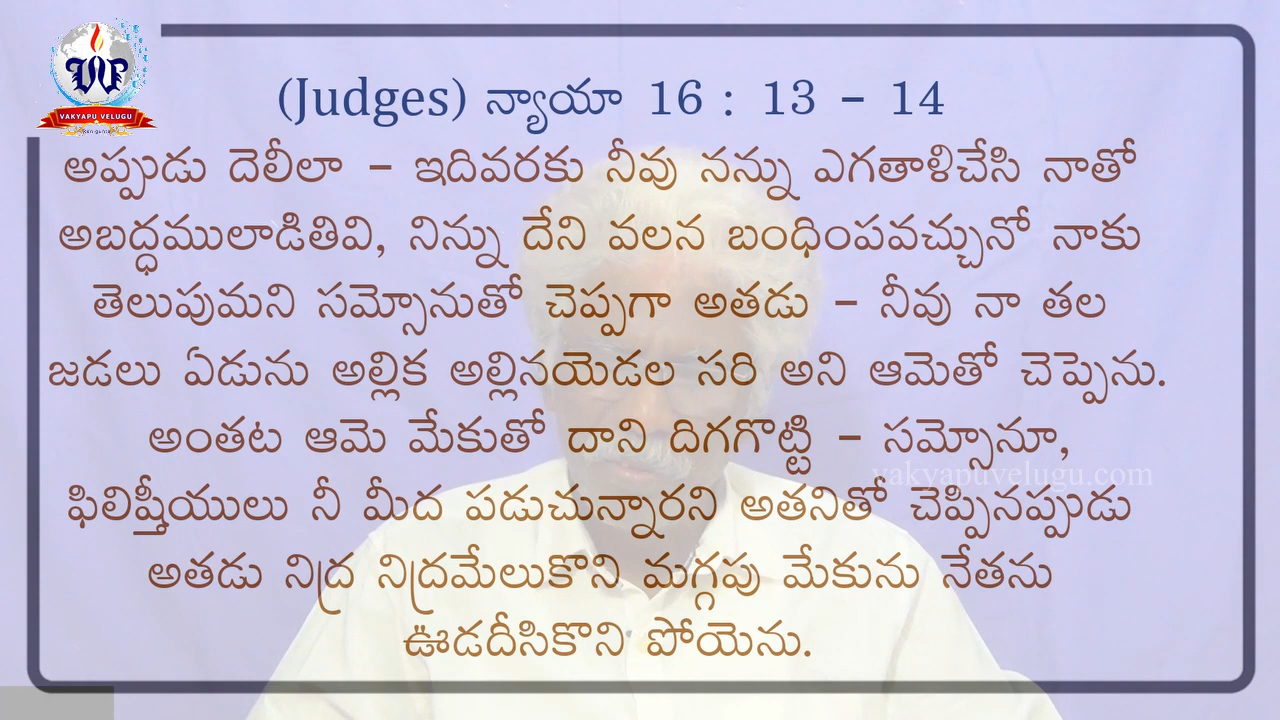 VP
VAKYAPU VELUGU
(Judges) న్యాయా 16 : 13 - 14
అప్పుడు దెలీలా - ఇదివరకు నీవు నన్ను ఎగతాళిచేసి నాతో
అబద్ధములాడితివి, నిన్ను దేని వలన బంధింపవచ్చునో నాకు
తెలుపుమని సమ్సోనుతో చెప్పగా అతడు - నీవు నా తల
జడలు ఏడును అల్లిక అల్లినయెడల సరి అని ఆమెతో చెప్పెను.
అంతట ఆమె మేకుతో దాని దిగగొట్టి - సమ్సోనూ,
vakyapuvelugu.com
ఫిలిష్తీయులు నీ మీద పడుచున్నారని అతనితో చెప్పినప్పుడు
అతడు నిద్ర నిద్రమేలుకొని మగ్గపు మేకును నేతను
ఊడదీసికొని పోయెను.